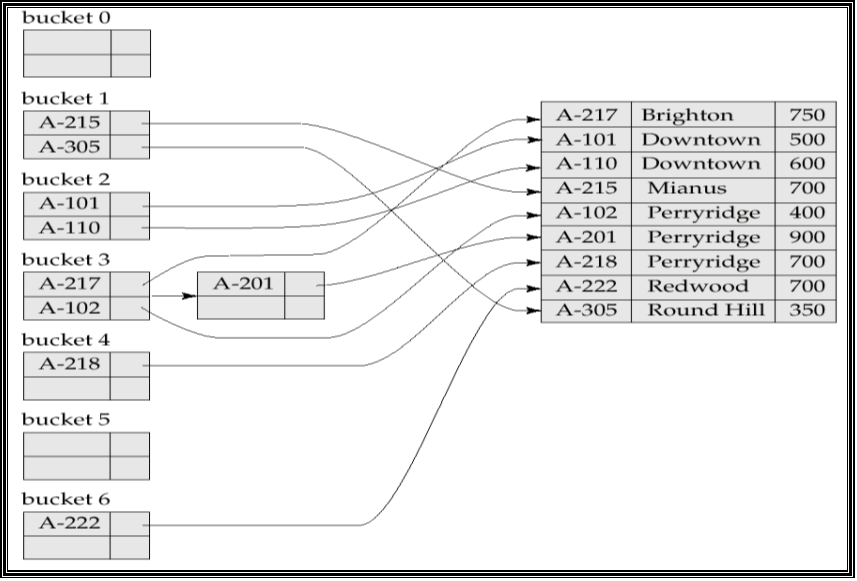 bucket 0
bucket 1
A-215
A-305
bucket 2
A-101
A-110
bucket 3
A-217
A-102
A-201
bucket 4
A-218
bucket 5
bucket 6
A-222
A-217 Brighton 750
A-101 Downtown 500
A-110 Downtown 600
A-215 Mianus 700
A-102 Perryridge 400
A-201 Perryridge 900
A-218 Perryridge 700
A-222 Redwood 700
A-305 Round Hill 350